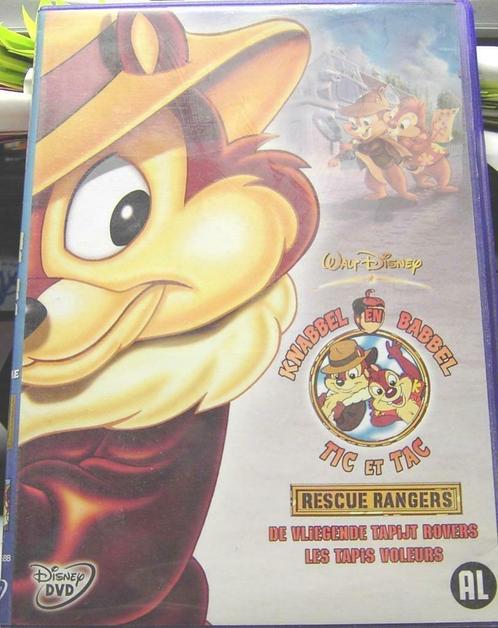 Walt Disney
KNABBEL EN BABBEL
TIC ET TAC
RESCUE RANGERS
DE VLIEGENDE TAPIJT ROVERS
LES TAPIS VOLEURS
Disney
DVD
AL